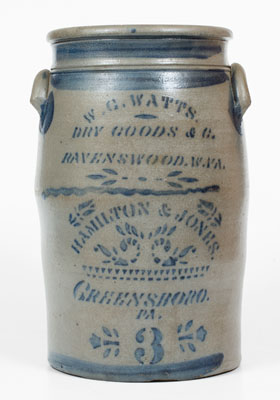 W. G. WATTS.
DRY GOODS & C.
RAVENSWOOD. W.VA.
HAMILTON & JONES.
GREENSBORO.
PA.
3